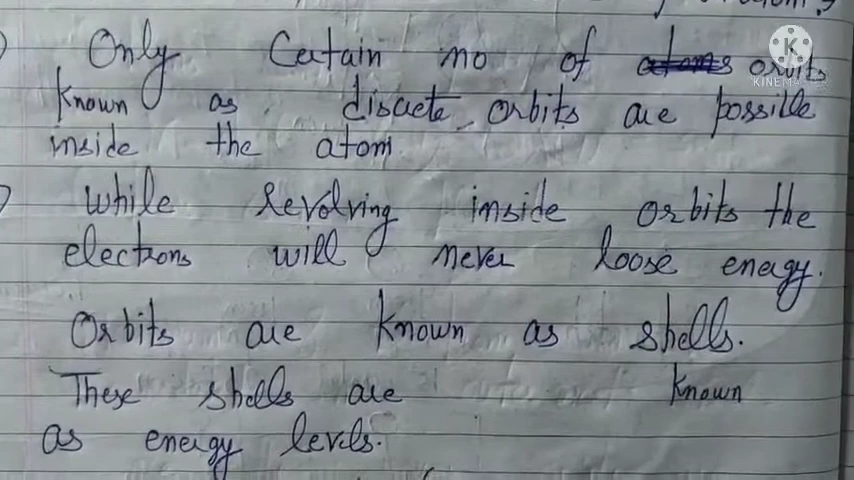 Only Certain no of orbits
known as discrete orbits are possible
inside the atom
while revolving inside orbits the
electrons will never loose energy.
Orbits are known as shells.
These shells are known
as energy levels.
K
KINEMA